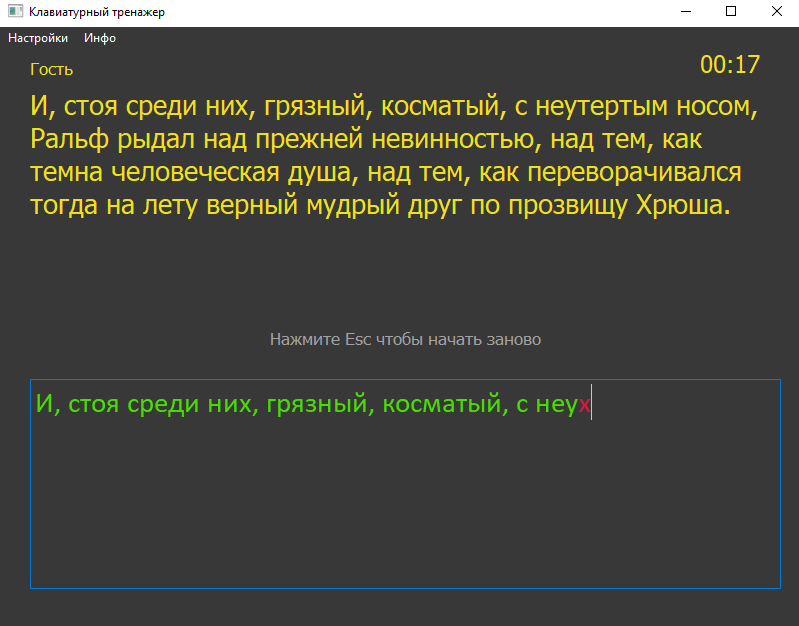 Клавиатурный тренажер
Настройки Инфо
Гость
00:17
И, стоя среди них, грязный, косматый, с неутертым носом,
Ральф рыдал над прежней невинностью, над тем, как
темна человеческая душа, над тем, как переворачивался
тогда на лету верный мудрый друг по прозвищу Хрюша.
Нажмите Esc чтобы начать заново
И, стоя среди них, грязный, косматый, с неух